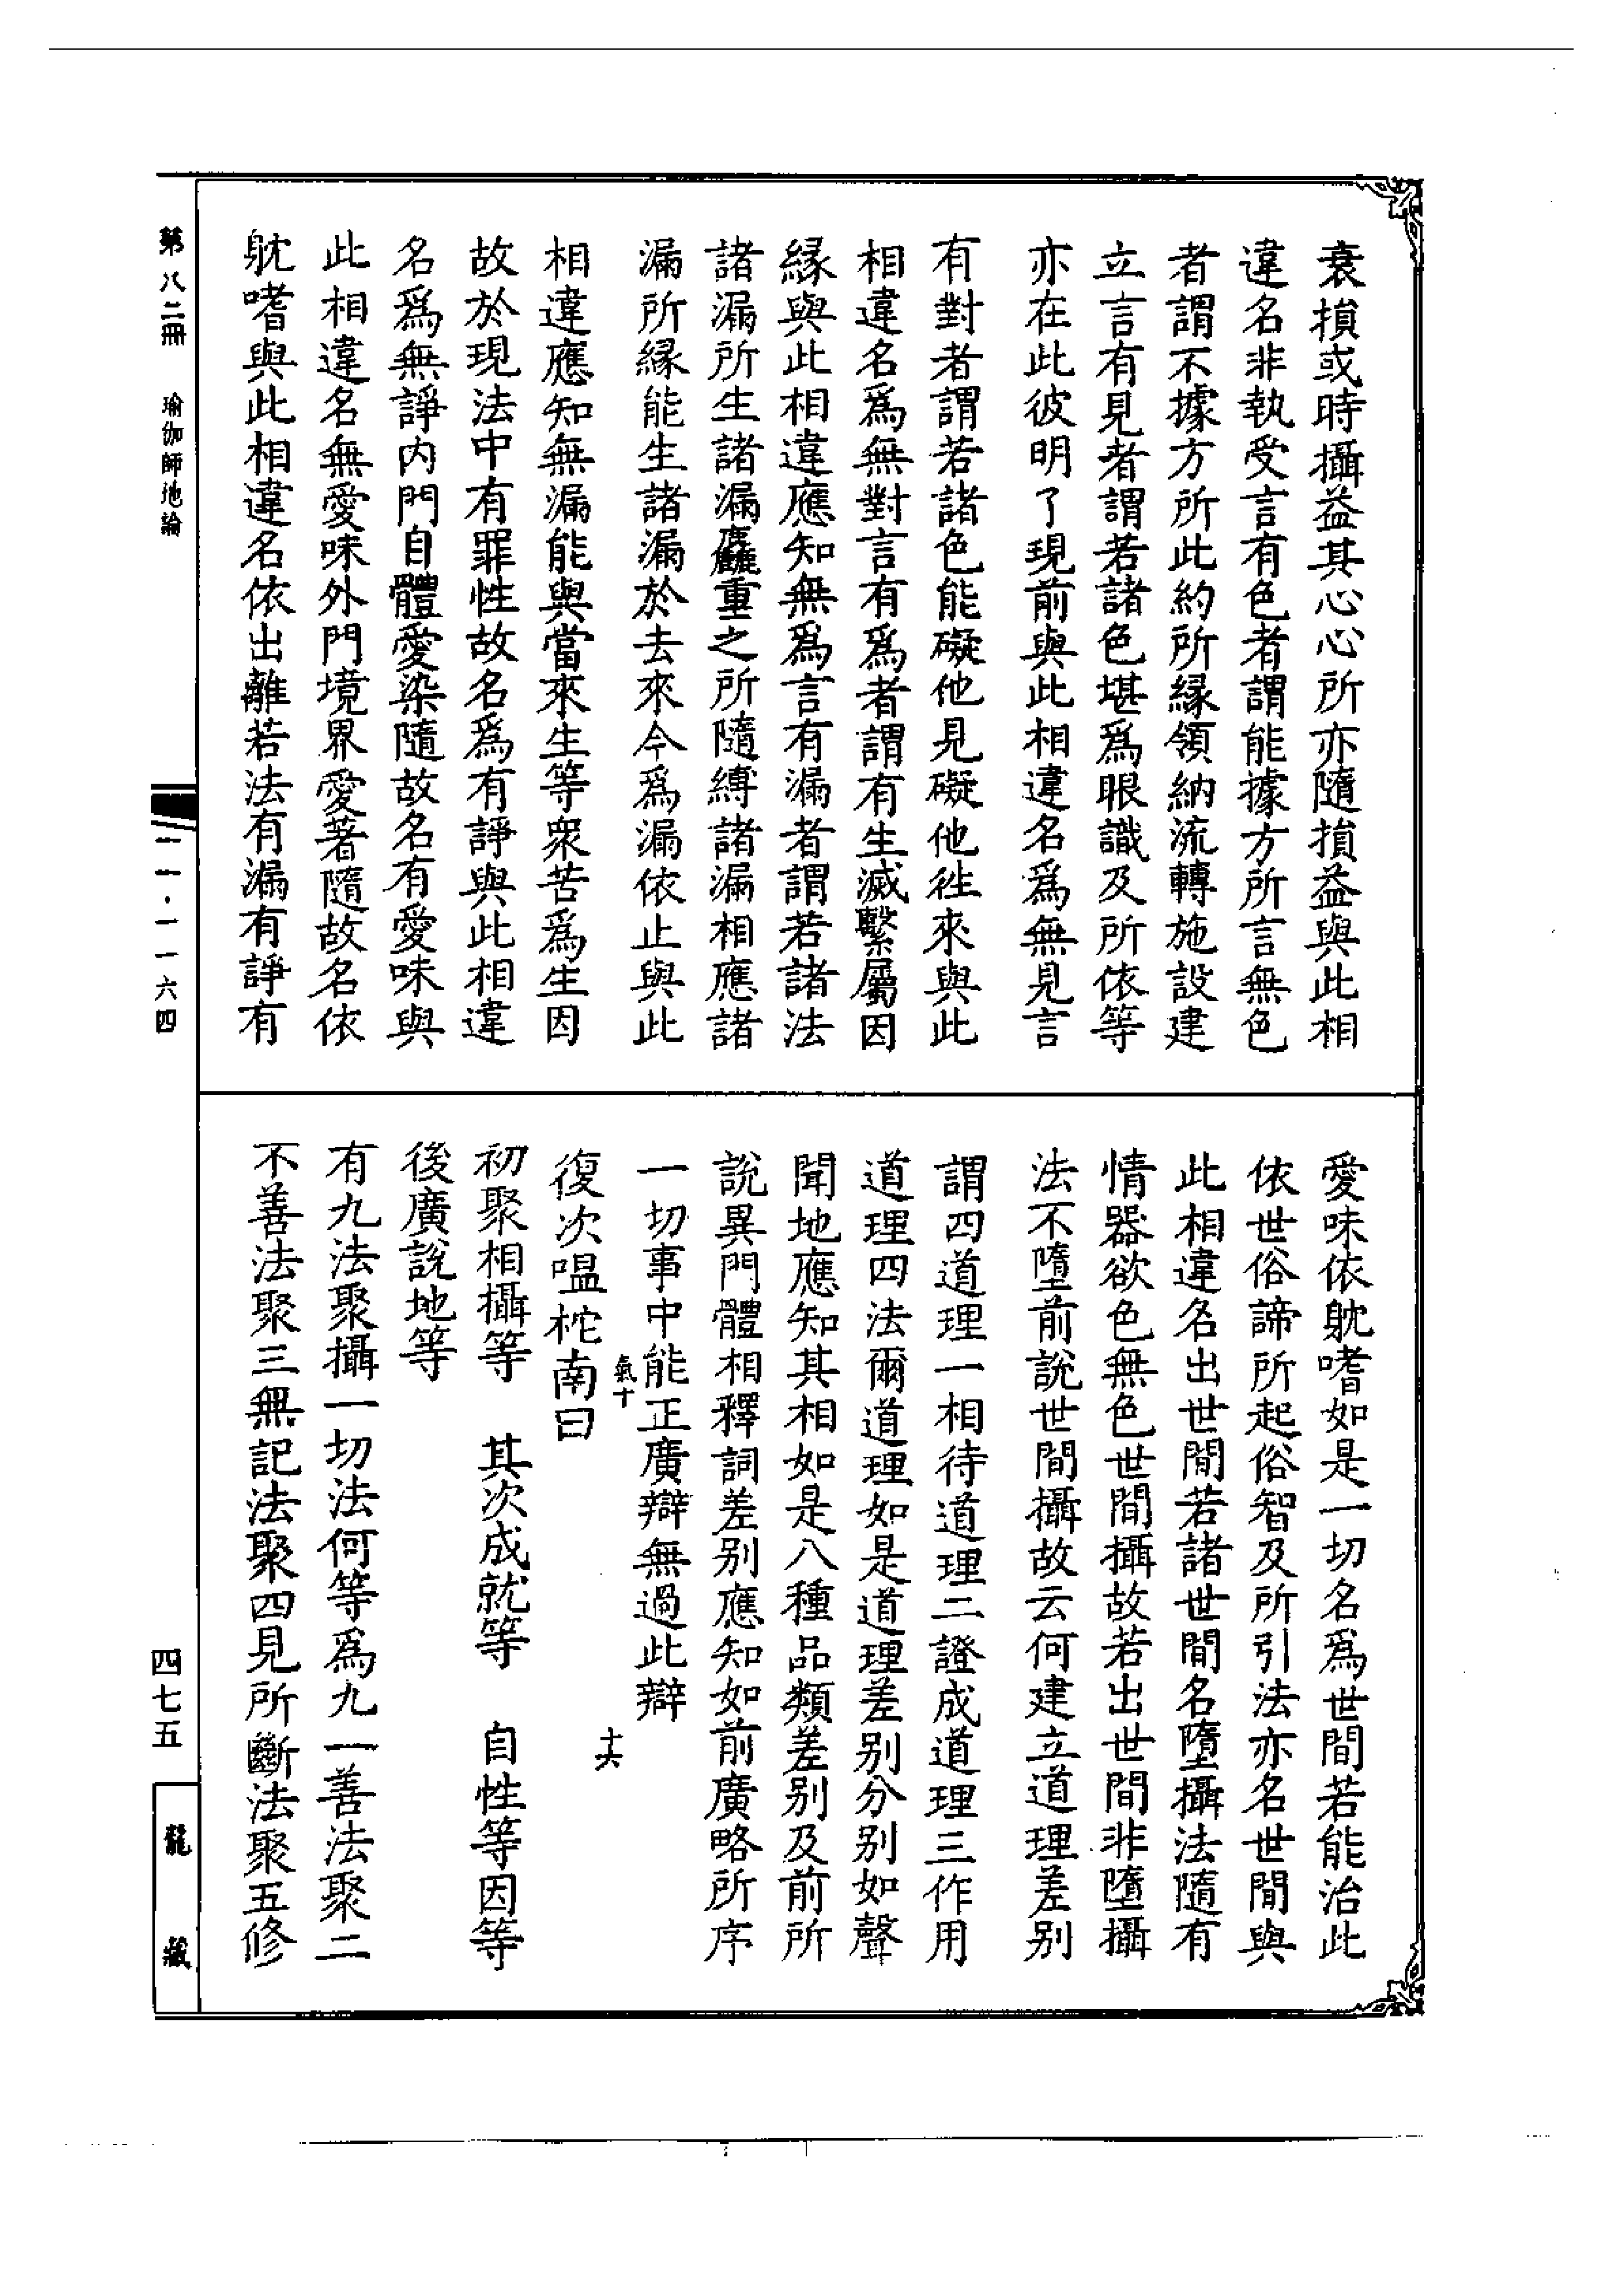 衰損或時攝益其心心所亦隨損益與此相
違名非執受言有色者謂能據方所言無色
者謂不據方所此約所緣領納流轉施設建
立言有見者謂若諸色堪爲眼識及所依等
亦在此彼明了現前與此相違名爲無見言
有對者謂若諸色能礙他見礙他徃來與此
相違名爲無對言有爲者謂有生滅繫屬因
緣與此相違應知無爲言有漏者謂若諸法
諸漏所生諸漏麤重之所隨縛諸漏相應諸
漏所緣能生諸漏於去來今爲漏依止與此
相違應知無漏能與當來生等衆苦爲生因
故於現法中有罪性故名爲有諍與此相違
名爲無諍内門自體愛染隨故名有愛味與
此相違名無愛味外門境界愛著隨故名依
躭嗜與此相違名依出離若法有漏有諍有
愛味依躭嗜如是一切名爲世間若能治此
依世俗諦所起俗智及所引法亦名世間與
此相違名出世間若諸世間名墮攝法隨有
情器欲色無色世間攝故若出世間非墮攝
法不墮前說世間攝故云何建立道理差别
謂四道理一相待道理二證成道理三作用
道理四法爾道理如是道理差别分别如聲
聞地應知其相如是八種品類差别及前所
說異門體相釋詞差别應知如前廣略所序
一切事中能正廣辯無過此辯
氣十
十六
復次嗢柁南曰
初聚相攝等　其次成就等　自性等因等
後廣說地等
有九法聚攝一切法何等爲九一善法聚二
不善法聚三無記法聚四見所斷法聚五修
第八二冊　瑜伽師地論
一一·一一六四
四七五
龍藏